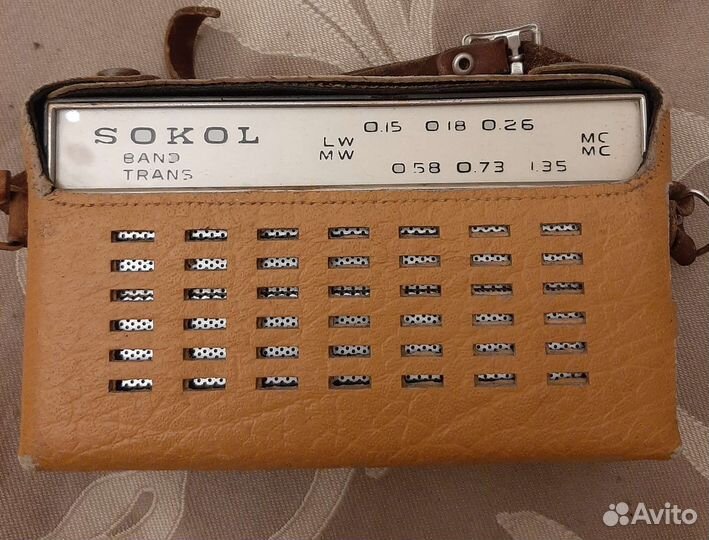 SOKOL
BAND
TRANS
LW 0.15 0.18 0.26 MC
MW 0.58 0.73 1.35 MC
Avito